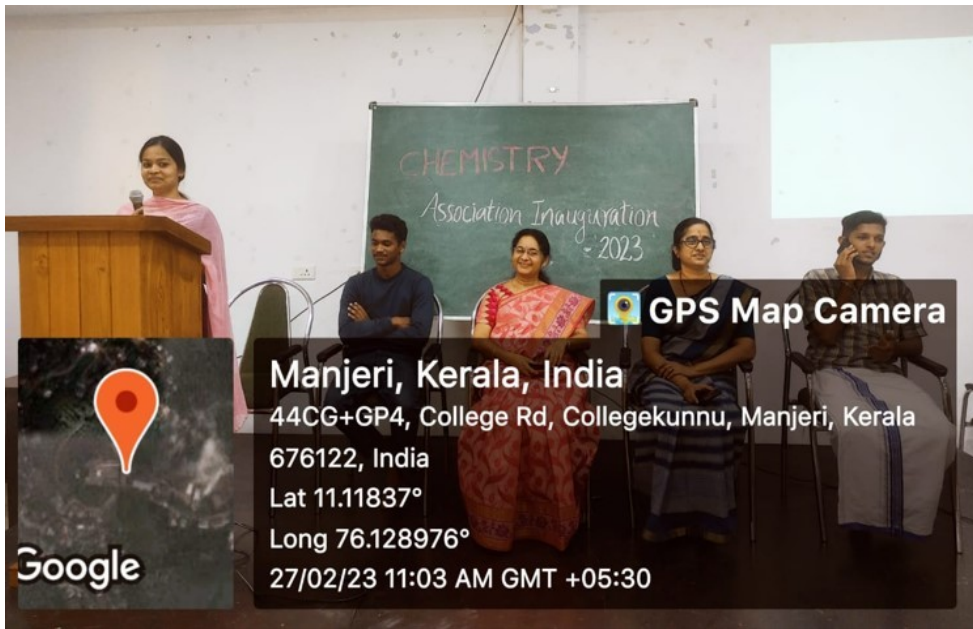 CHEMISTRY
Association Inauguration
- 2023
GPS Map Camera
Manjeri, Kerala, India
44CG+GP4, College Rd, Collegekunnu, Manjeri, Kerala
676122, India
Lat 11.11837°
Long 76.128976°
27/02/23 11:03 AM GMT +05:30
Google